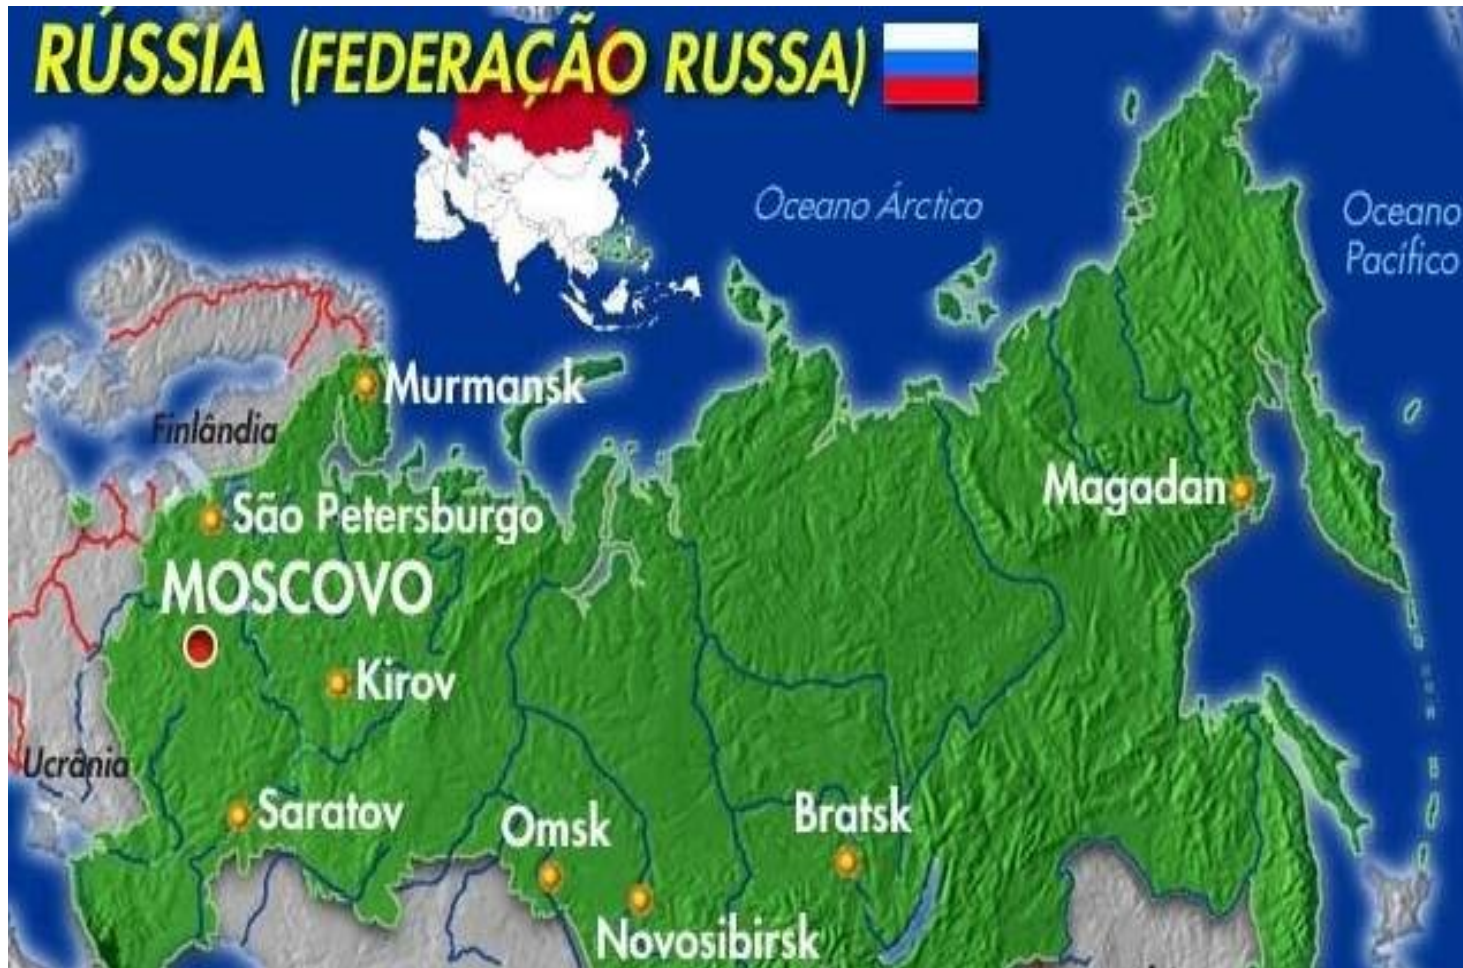 RÚSSIA (FEDERAÇÃO RUSSA)
Oceano Árctico
Oceano
Pacífico
Murmansk
Finlândia
Magadan
São Petersburgo
MOSCOVO
Kirov
Ucrânia
Saratov
Omsk
Bratsk
Novosibirsk